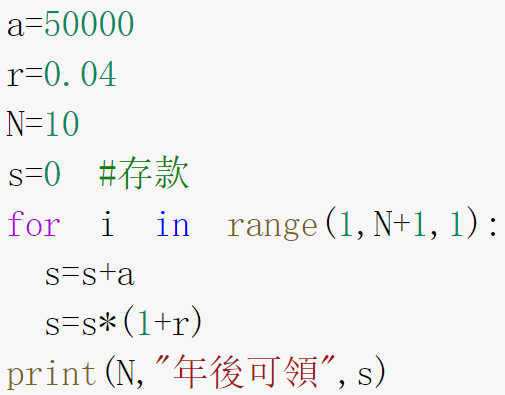 a=50000
r=0.04
N=10
s=0  #存款
for  i  in  range(1,N+1,1):
  s=s+a
  s=s*(1+r)
print(N,"年後可領",s)